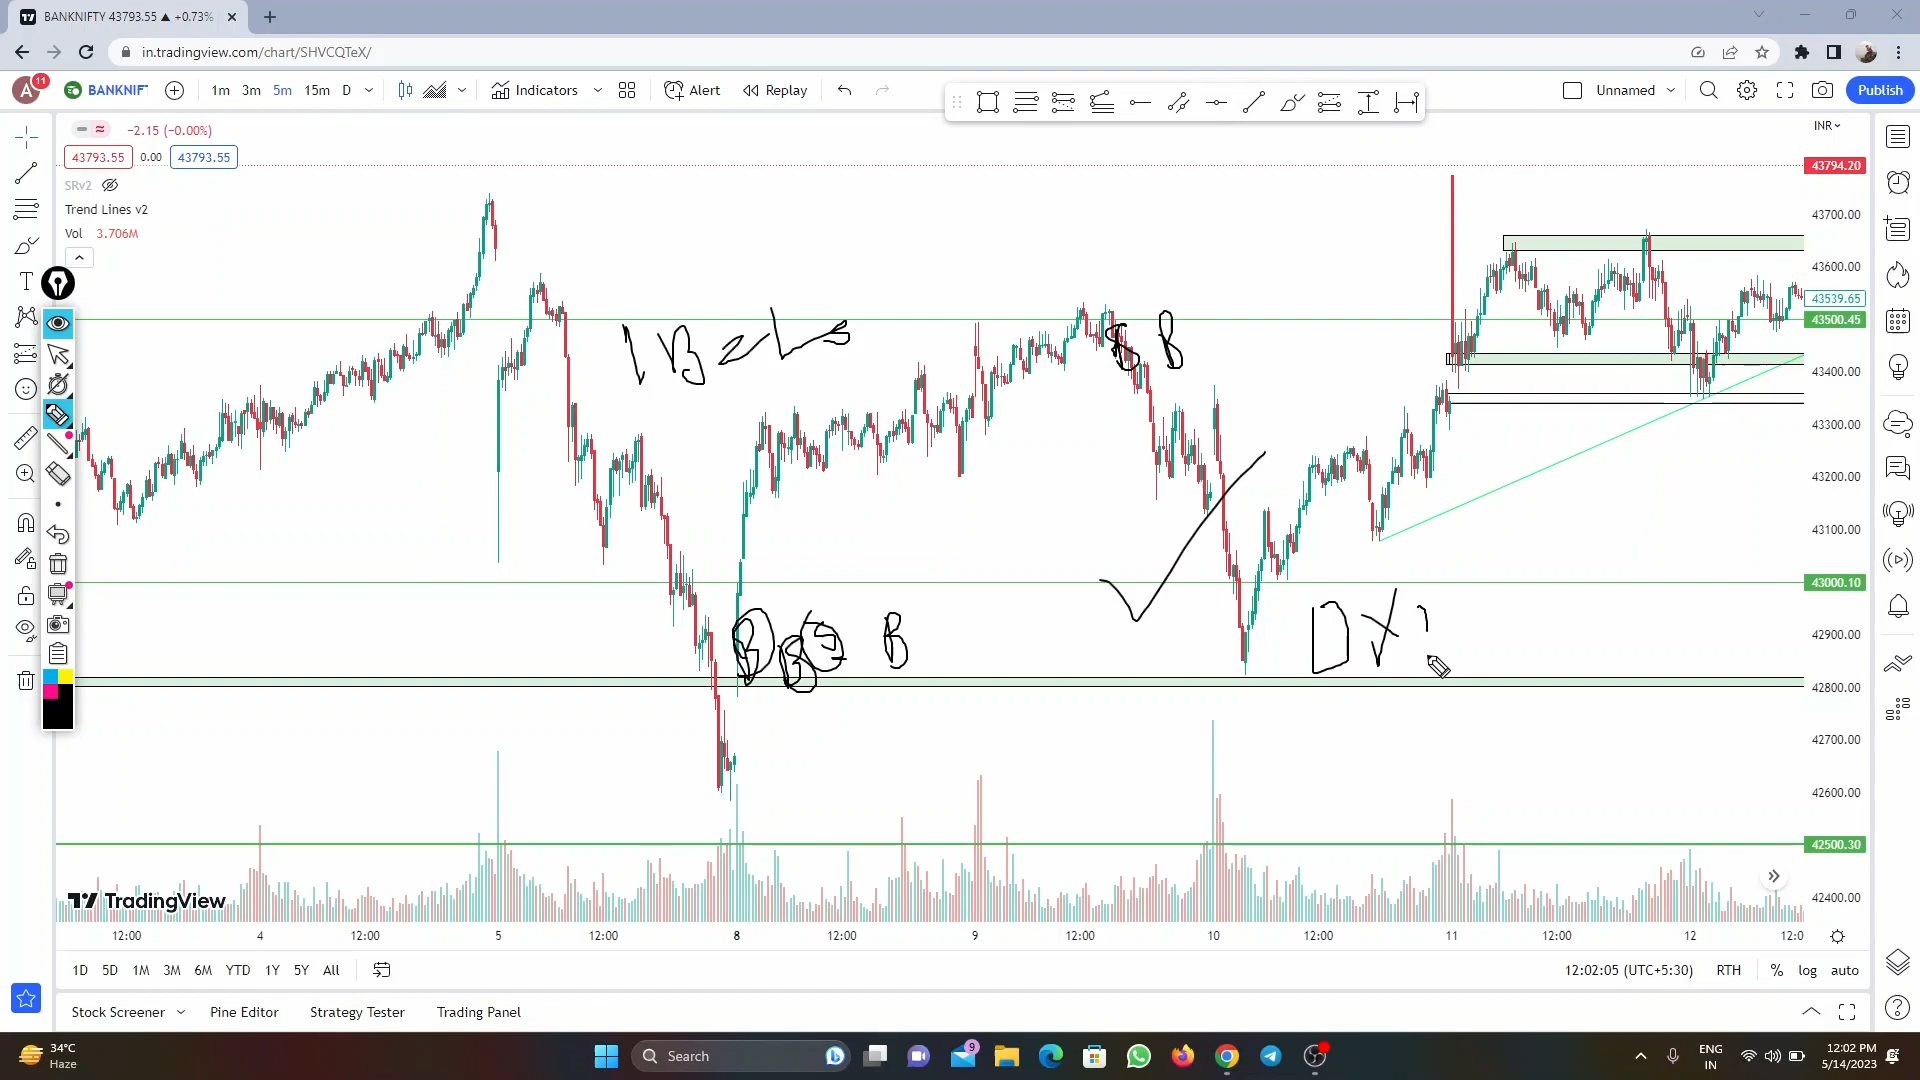 BANKNIFTY 43793.55 ▲ +0.73%
in.tradingview.com/chart/SHVCQTeX/
A 11 BANKNIF 1m 3m 5m 15m D Indicators Alert Replay Unnamed Publish
−2.15 (−0.00%)
INR
43793.55 0.00 43793.55
43794.20
SRv2
Trend Lines v2
Vol 3.706M
43700.00
43600.00
43539.65
43500.45
43400.00
43300.00
43200.00
43100.00
43000.10
42900.00
42800.00
42700.00
42600.00
42500.30
42400.00
B
B
TradingView
12:00 4 12:00 5 12:00 8 12:00 9 12:00 10 12:00 11 12:00 12 12:0
1D 5D 1M 3M 6M YTD 1Y 5Y All 12:02:05 (UTC+5:30) RTH % log auto
Stock Screener Pine Editor Strategy Tester Trading Panel
34°C
Haze
Search
9
ENG
IN
12:02 PM
5/14/2023